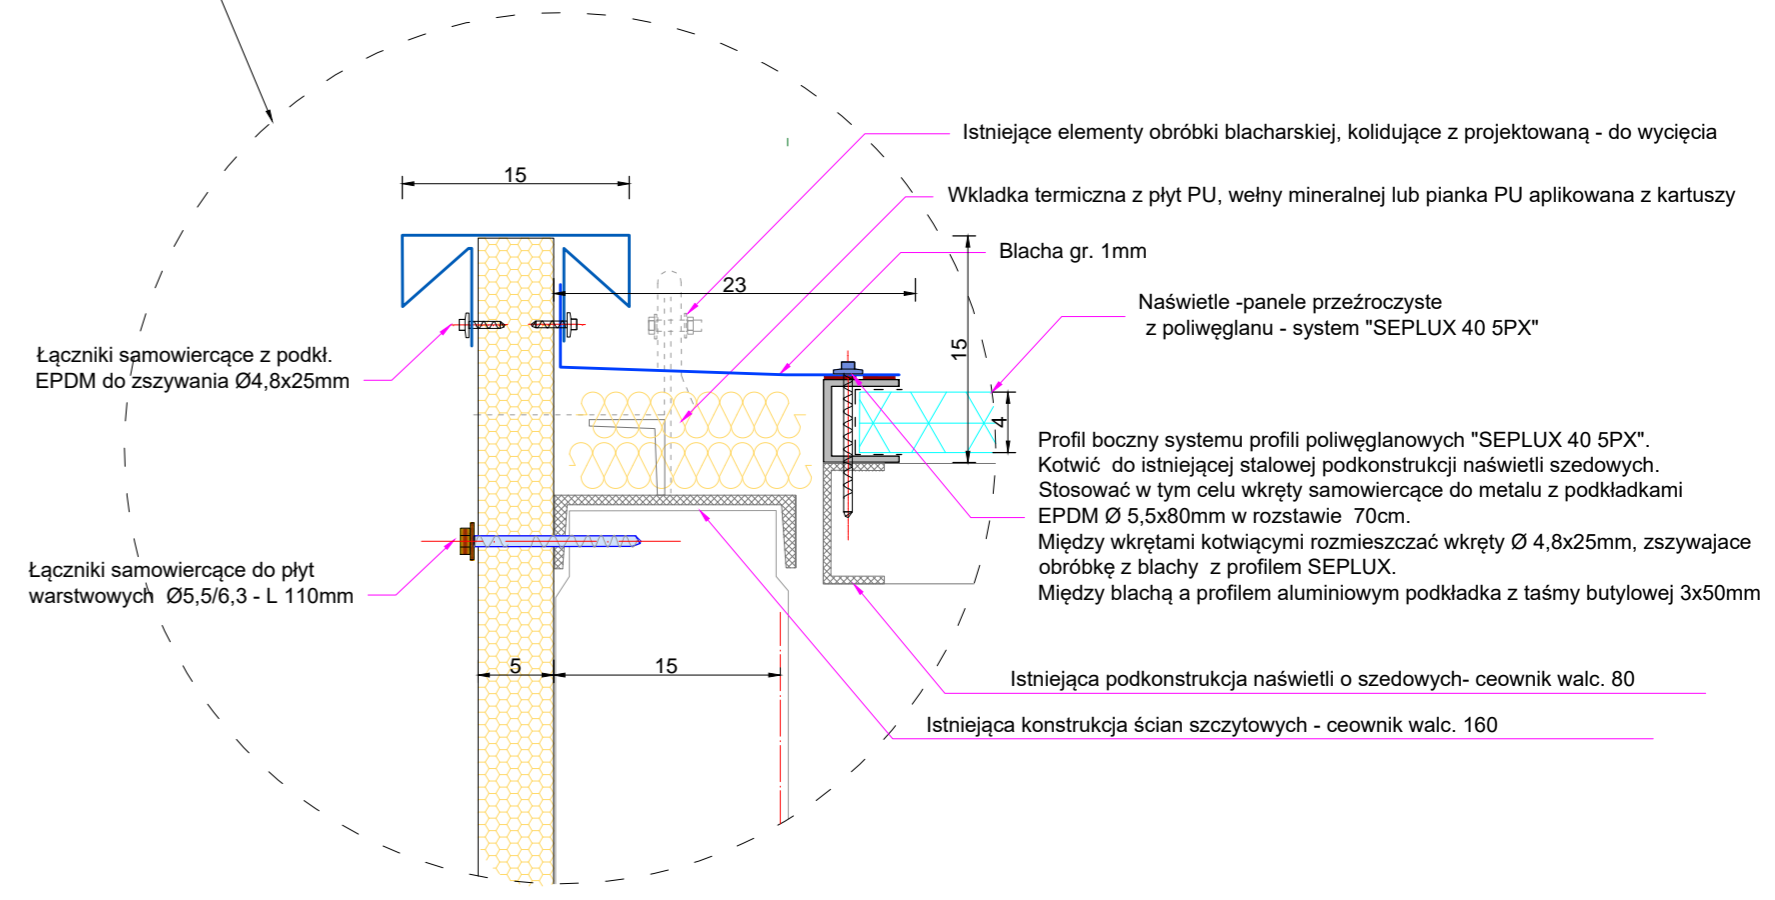 Istniejące elementy obróbki blacharskiej, kolidujące z projektowaną - do wycięcia
15
Wkladka termiczna z płyt PU, wełny mineralnej lub pianka PU aplikowana z kartuszy
Blacha gr. 1mm
23
Naświetle -panele przeźroczyste
z poliwęglanu - system "SEPLUX 40 5PX"
15
Łączniki samowiercące z podkł.
EPDM do zszywania Ø4,8x25mm
4
Profil boczny systemu profili poliwęglanowych "SEPLUX 40 5PX".
Kotwić do istniejącej stalowej podkonstrukcji naświetli szedowych.
Stosować w tym celu wkręty samowiercące do metalu z podkładkami
EPDM Ø 5,5x80mm w rozstawie 70cm.
Między wkrętami kotwiącymi rozmieszczać wkręty Ø 4,8x25mm, zszywajace
obróbkę z blachy z profilem SEPLUX.
Między blachą a profilem aluminiowym podkładka z taśmy butylowej 3x50mm
Łączniki samowiercące do płyt
warstwowych Ø5,5/6,3 - L 110mm
5
15
Istniejąca podkonstrukcja naświetli o szedowych- ceownik walc. 80
Istniejąca konstrukcja ścian szczytowych - ceownik walc. 160